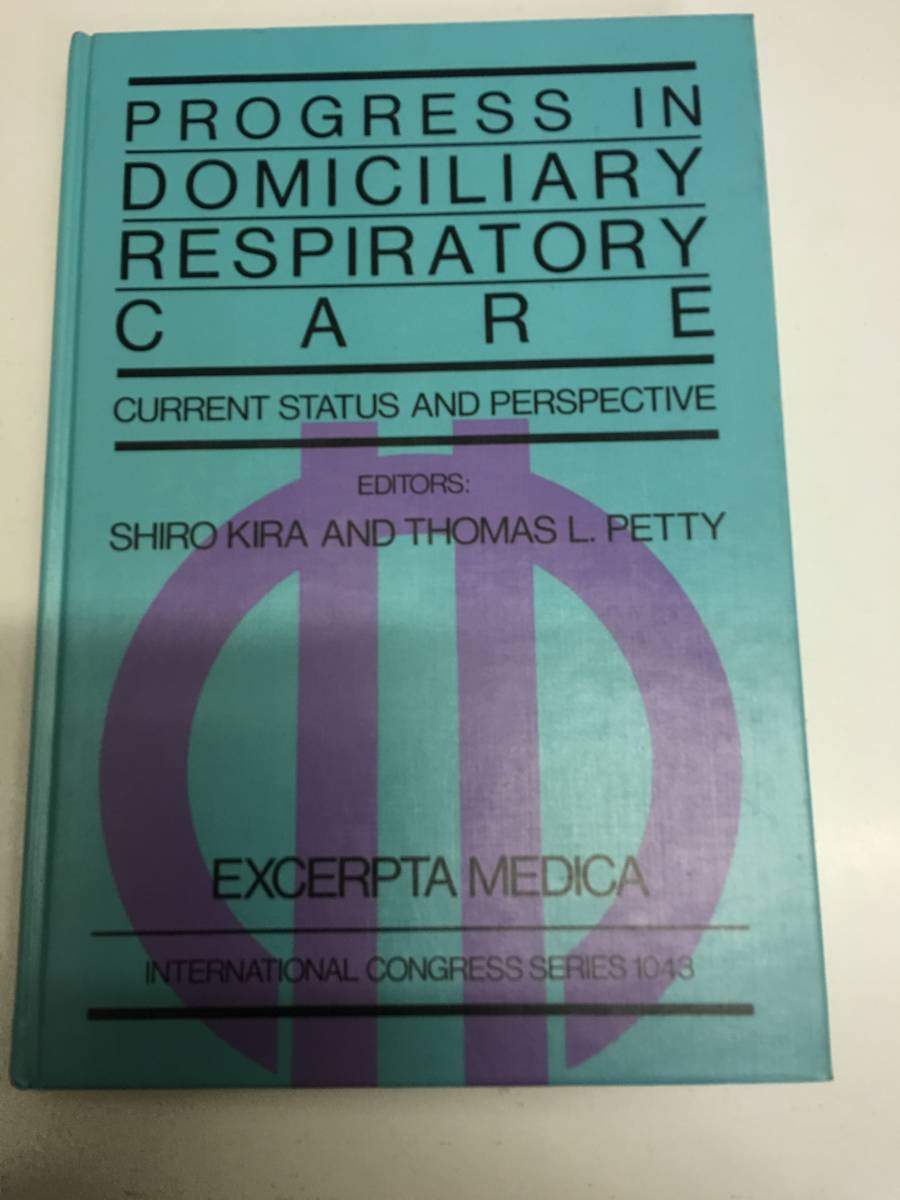 PROGRESS IN
DOMICILIARY
RESPIRATORY
CARE
CURRENT STATUS AND PERSPECTIVE
EDITORS:
SHIRO KIRA AND THOMAS L. PETTY
EXCERPTA MEDICA
INTERNATIONAL CONGRESS SERIES 1043